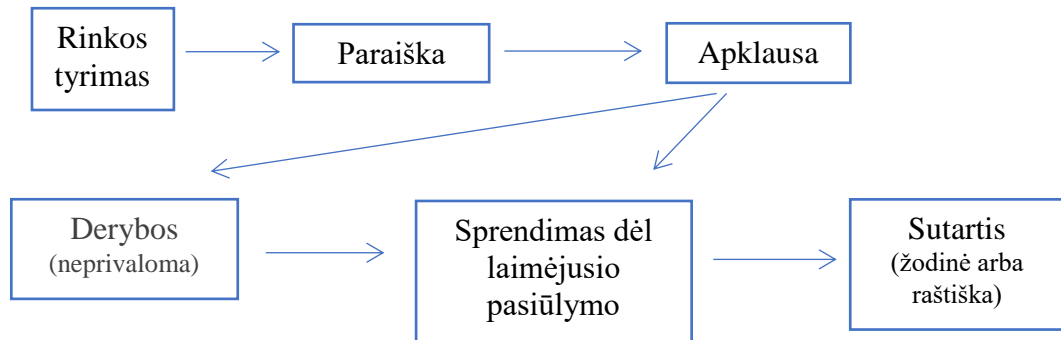 Rinkos
tyrimas
Paraiška
Apklausa
Derybos
(neprivaloma)
Sprendimas dėl
laimėjusio
pasiūlymo
Sutartis
(žodinė arba
raštiška)